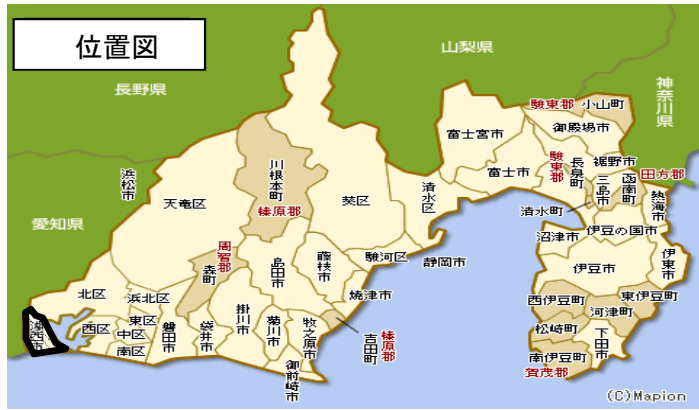 位置図
山梨県
長野県
神奈川県
愛知県
駿東郡
小山町
御殿場市
富士宮市
富士市
駿東郡
長泉町
裾野市
三島市
函南町
田方郡
熱海市
清水町
沼津市
伊豆の国市
伊東市
伊豆市
西伊豆町
東伊豆町
河津町
松崎町
下田市
南伊豆町
賀茂郡
浜松市
天竜区
川根本町
榛原郡
葵区
清水区
周智郡
森町
島田市
藤枝市
駿河区
静岡市
焼津市
北区
浜北区
西区
東区
中区
南区
磐田市
袋井市
掛川市
菊川市
牧之原市
御前崎市
吉田町
榛原郡
湖西市
(C)Mapion